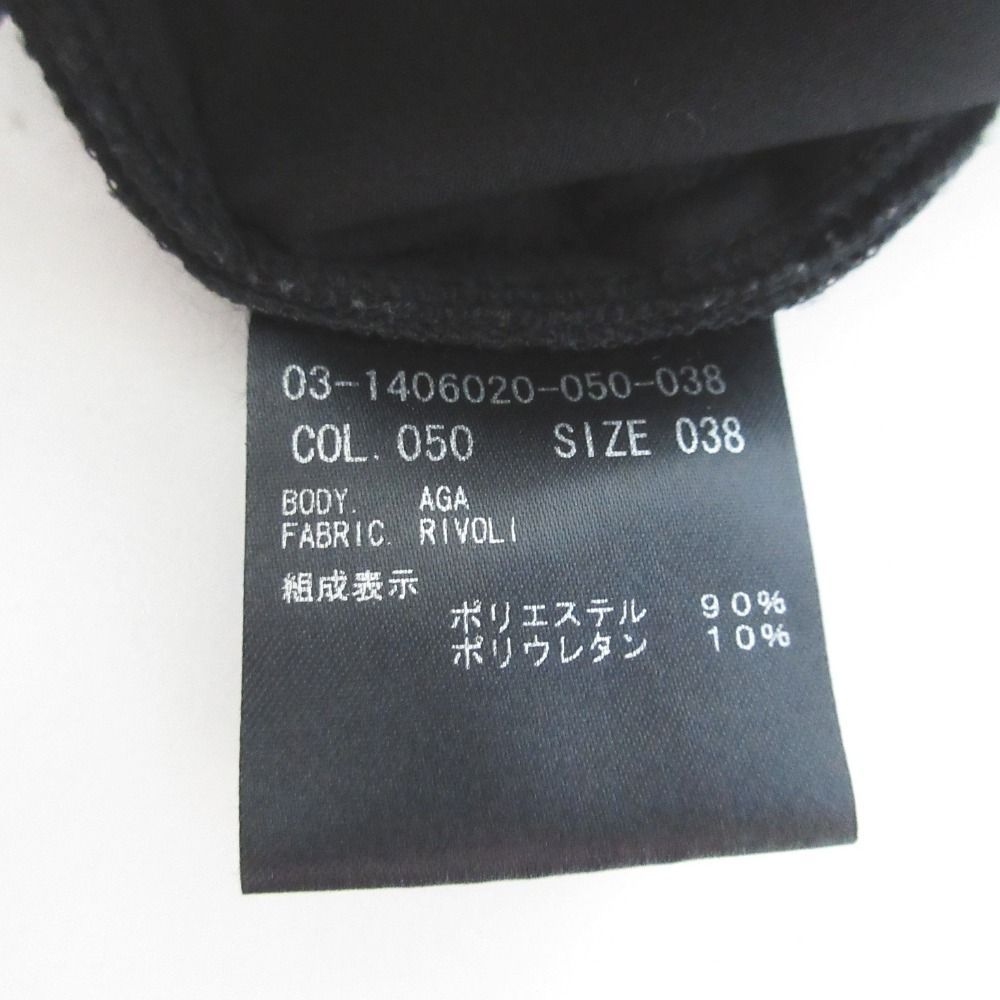 03-1406020-050-038
COL. 050 SIZE 038
BODY. AGA
FABRIC. RIVOLI
組成表示
ポリエステル 90%
ポリウレタン 10%